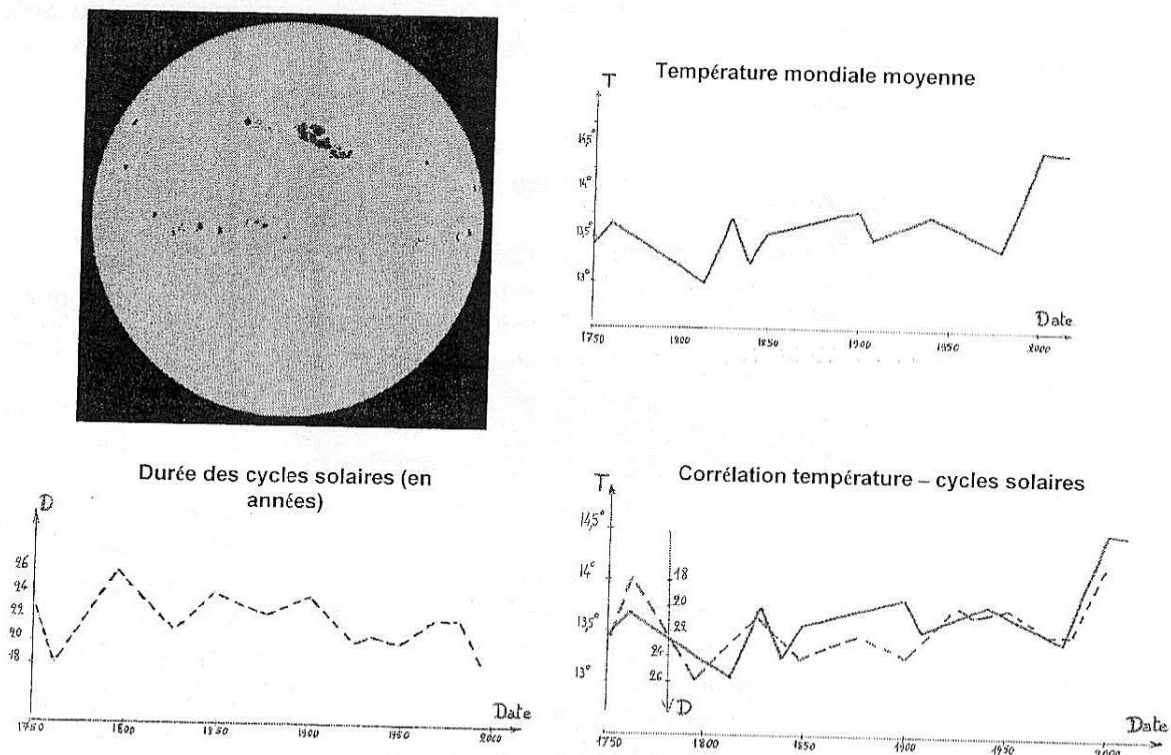 Température mondiale moyenne
T
14,5°
14°
13,5°
13°
Date
1750 1800 1850 1900 1950 2000
Durée des cycles solaires (en
années)
D
26
24
22
20
18
Date
1750 1800 1850 1900 1950 2000
Corrélation température – cycles solaires
T
14,5°
14°
13,5°
13°
18
20
22
24
26
D
Date
1750 1800 1850 1900 1950 2000